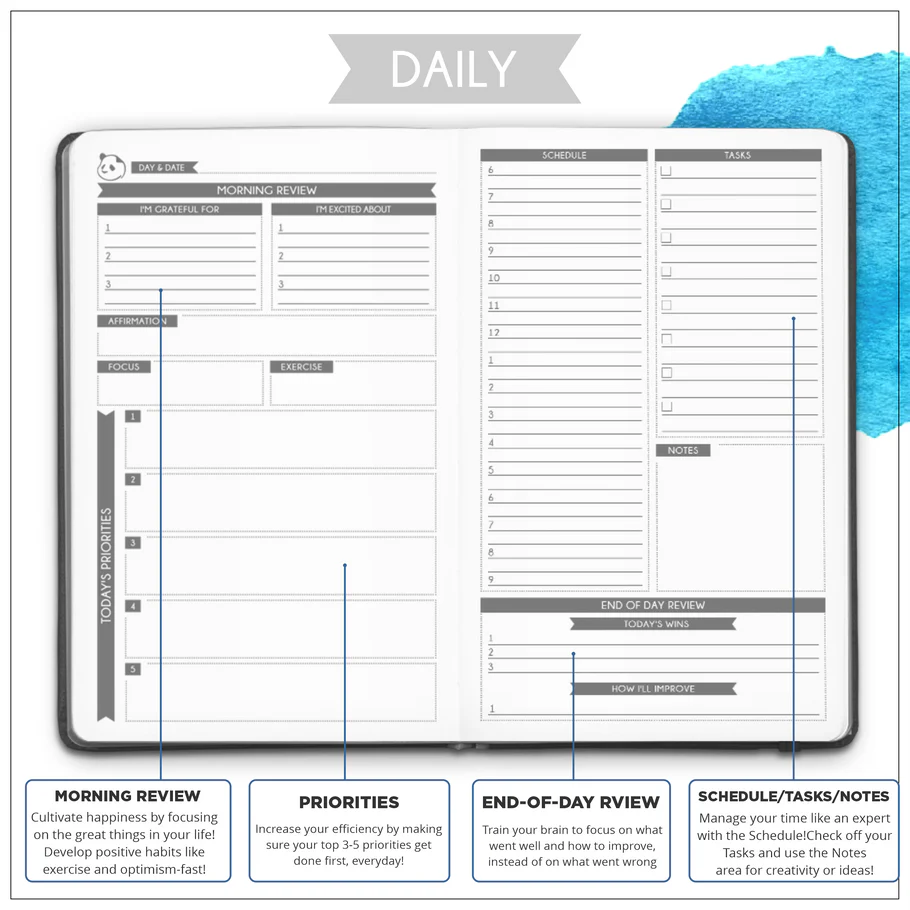 DAILY
DAY & DATE
MORNING REVIEW
I'M GRATEFUL FOR
1
2
3
I'M EXCITED ABOUT
1
2
3
AFFIRMATION
FOCUS
EXERCISE
TODAY'S PRIORITIES
1
2
3
4
5
SCHEDULE
6
7
8
9
10
11
12
1
2
3
4
5
6
7
8
9
TASKS
NOTES
END OF DAY REVIEW
TODAY'S WINS
1
2
3
HOW I'LL IMPROVE
1
MORNING REVIEW
Cultivate happiness by focusing
on the great things in your life!
Develop positive habits like
exercise and optimism-fast!
PRIORITIES
Increase your efficiency by making
sure your top 3-5 priorities get
done first, everyday!
END-OF-DAY RVIEW
Train your brain to focus on what
went well and how to improve,
instead of on what went wrong
SCHEDULE/TASKS/NOTES
Manage your time like an expert
with the Schedule!Check off your
Tasks and use the Notes
area for creativity or ideas!